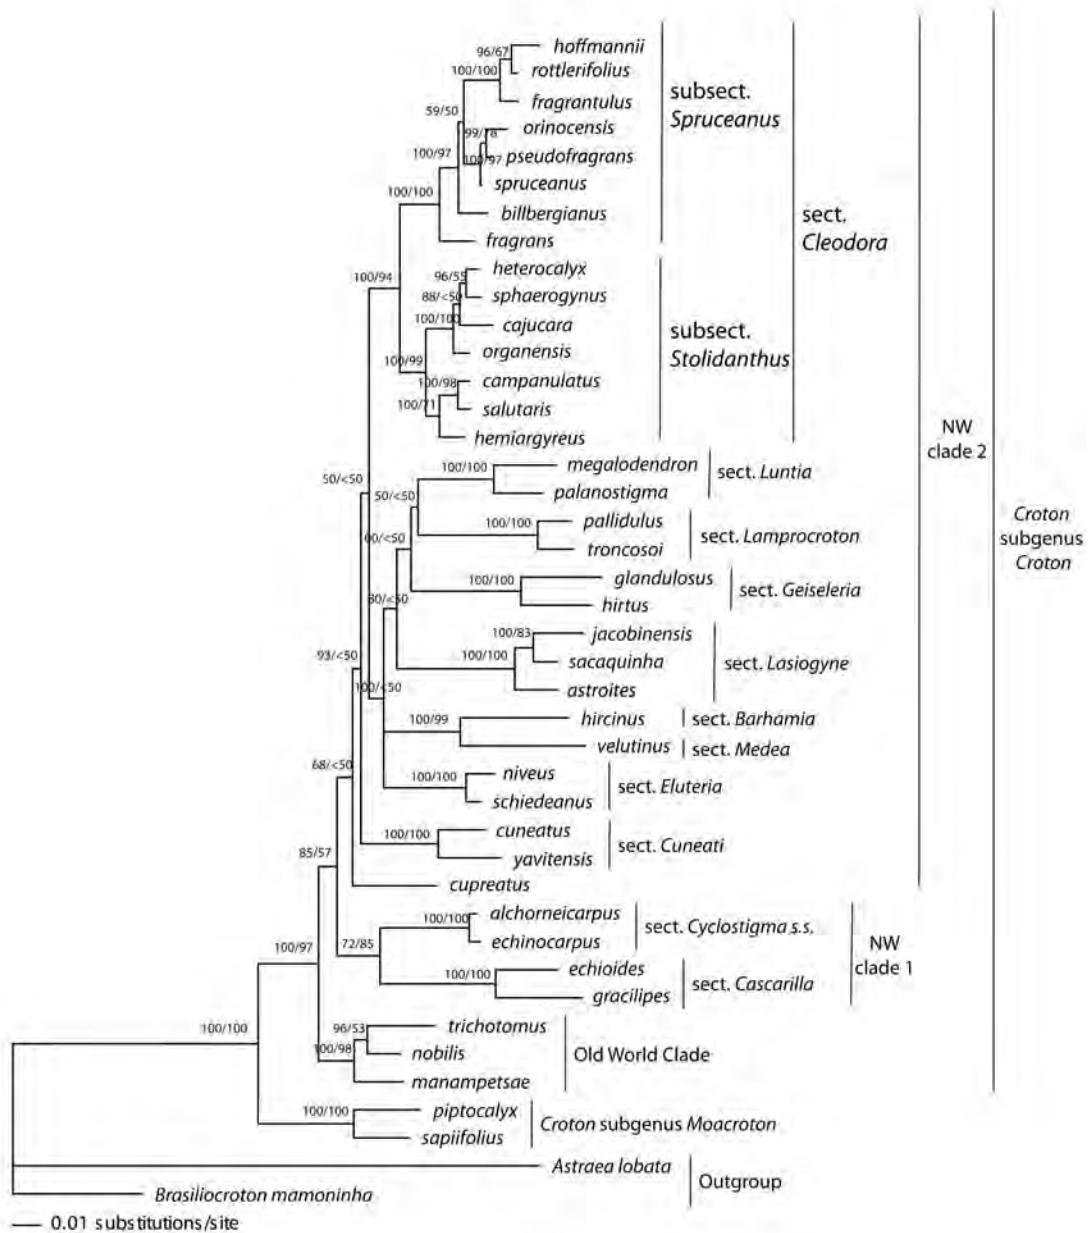 96/67
hoffmannii
100/100
rottlerifolius
fragrantulus
subsect.
Spruceanus
59/50
orinocensis
99/78
100/97
pseudofragrans
100/97
spruceanus
100/100
billbergianus
fragrans
sect.
Cleodora
heterocalyx
100/94
96/55
sphaerogynus
88/<50
100/100
cajucara
subsect.
Stolidanthus
organensis
100/99
campanulatus
100/98
100/71
salutaris
hemiargyreus
NW
clade 2
megalodendron
100/100
sect. Luntia
50/<50
palanostigma
50/<50
pallidulus
100/100
sect. Lamprocroton
troncosoi
Croton
subgenus
Croton
/<50
glandulosus
100/100
sect. Geiseleria
hirtus
/<50
jacobinensis
100/83
93/<50
100/100
sacaquinha
sect. Lasiogyne
astroites
100/<50
hircinus
sect. Barhamia
100/99
velutinus
sect. Medea
68/<50
niveus
100/100
sect. Eluteria
schiedeanus
cuneatus
100/100
sect. Cuneati
85/57
yavitensis
cupreatus
alchorneicarpus
100/100
sect. Cyclostigma s.s.
echinocarpus
100/97
72/85
NW
clade 1
echioides
100/100
sect. Cascarilla
gracilipes
100/100
trichotomus
96/53
nobilis
Old World Clade
100/98
manampetsae
100/100
piptocalyx
Croton subgenus Moacroton
sapiifolius
Astraea lobata
Outgroup
Brasiliocroton mamoninha
0.01 substitutions/site